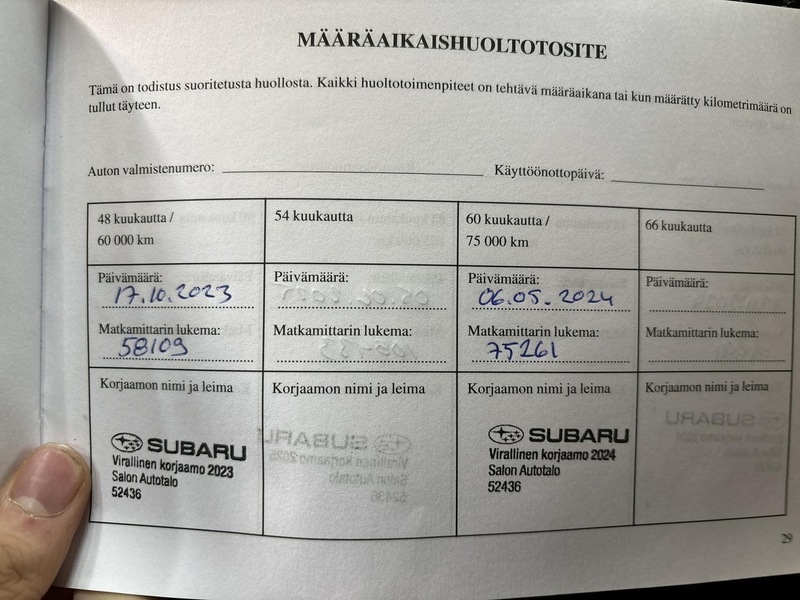 MÄÄRÄAIKAISHUOLTOTOSITE
Tämä on todistus suoritetusta huollosta. Kaikki huoltotoimenpiteet on tehtävä määräaikana tai kun määrätty kilometrimäärä on
tullut täyteen.
Auton valmistenumero:
Käyttöönottopäivä:
48 kuukautta /
60 000 km
54 kuukautta
60 kuukautta /
75 000 km
66 kuukautta
Päivämäärä:
17.10.2023
Päivämäärä:
Päivämäärä:
06.05.2024
Päivämäärä:
Matkamittarin lukema:
58109
Matkamittarin lukema:
Matkamittarin lukema:
75261
Matkamittarin lukema:
Korjaamon nimi ja leima
Korjaamon nimi ja leima
Korjaamon nimi ja leima
Korjaamon nimi ja leima
SUBARU
Virallinen korjaamo 2023
Salon Autotalo
52436
SUBARU
Virallinen korjaamo 2024
Salon Autotalo
52436
29